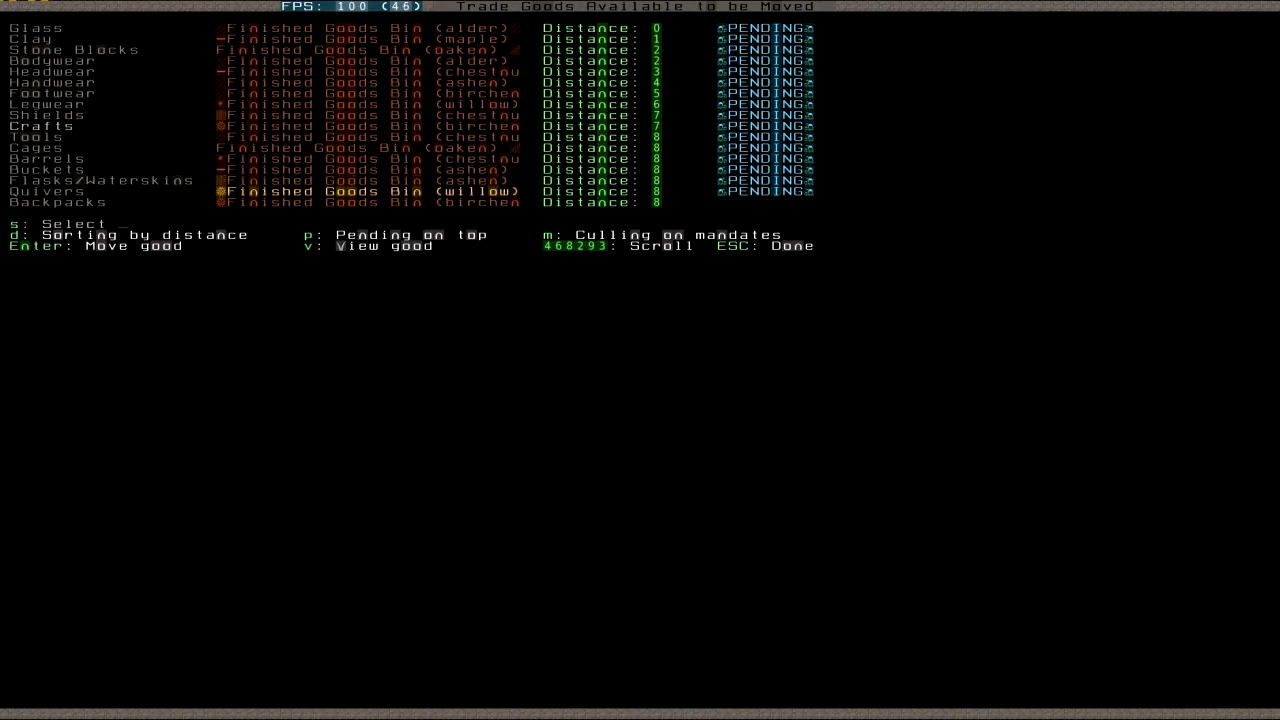 FPS: 100 (46) Trade Goods Available to be Moved
Glass Finished Goods Bin (alder) Distance: 0 PENDING
Clay Finished Goods Bin (maple) Distance: 1 PENDING
Stone Blocks Finished Goods Bin (oaken) Distance: 2 PENDING
Bodywear Finished Goods Bin (alder) Distance: 2 PENDING
Headwear Finished Goods Bin (chestnu Distance: 3 PENDING
Handwear Finished Goods Bin (ashen) Distance: 4 PENDING
Footwear Finished Goods Bin (birchen Distance: 5 PENDING
Legwear Finished Goods Bin (willow) Distance: 6 PENDING
Shields Finished Goods Bin (chestnu Distance: 7 PENDING
Crafts Finished Goods Bin (birchen Distance: 7 PENDING
Tools Finished Goods Bin (chestnu Distance: 8 PENDING
Cages Finished Goods Bin (oaken) Distance: 8 PENDING
Barrels Finished Goods Bin (chestnu Distance: 8 PENDING
Buckets Finished Goods Bin (ashen) Distance: 8 PENDING
Flasks/Waterskins Finished Goods Bin (ashen) Distance: 8 PENDING
Quivers Finished Goods Bin (willow) Distance: 8 PENDING
Backpacks Finished Goods Bin (birchen Distance: 8
s: Select _
d: Sorting by distance p: Pending on top m: Culling on mandates
Enter: Move good v: View good 468293: Scroll ESC: Done